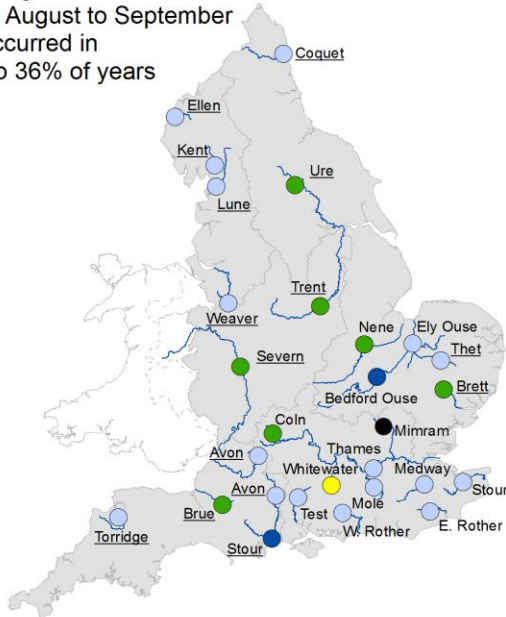 August to September
ccurred in
o 36% of years
Coquet
Ellen
Kent
Ure
Lune
Trent
Weaver
Nene
Ely Ouse
Thet
Severn
Brett
Bedford Ouse
Coln
Mimram
Avon
Thames
Whitewater
Medway
Avon
Stour
Brue
Test
Mole
W. Rother
E. Rother
Torridge
Stour